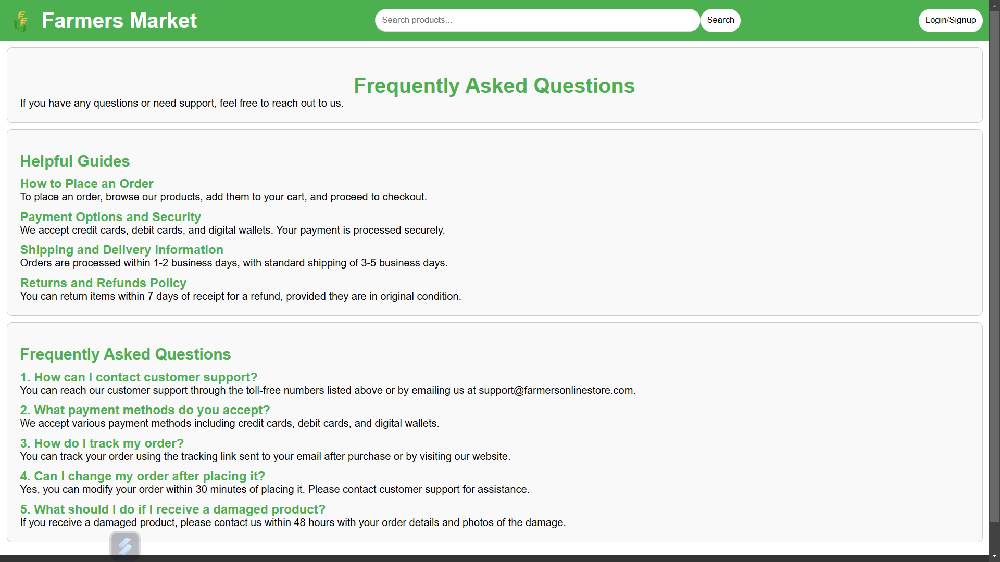 Farmers Market
Search products...
Search
Login/Signup
Frequently Asked Questions
If you have any questions or need support, feel free to reach out to us.
Helpful Guides
How to Place an Order
To place an order, browse our products, add them to your cart, and proceed to checkout.
Payment Options and Security
We accept credit cards, debit cards, and digital wallets. Your payment is processed securely.
Shipping and Delivery Information
Orders are processed within 1-2 business days, with standard shipping of 3-5 business days.
Returns and Refunds Policy
You can return items within 7 days of receipt for a refund, provided they are in original condition.
Frequently Asked Questions
1. How can I contact customer support?
You can reach our customer support through the toll-free numbers listed above or by emailing us at support@farmersonlinestore.com.
2. What payment methods do you accept?
We accept various payment methods including credit cards, debit cards, and digital wallets.
3. How do I track my order?
You can track your order using the tracking link sent to your email after purchase or by visiting our website.
4. Can I change my order after placing it?
Yes, you can modify your order within 30 minutes of placing it. Please contact customer support for assistance.
5. What should I do if I receive a damaged product?
If you receive a damaged product, please contact us within 48 hours with your order details and photos of the damage.